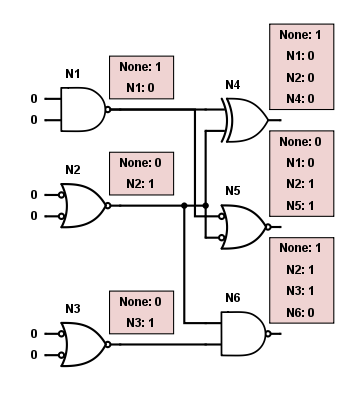 N1
0
0
None: 1
N1: 0
N2
0
0
None: 0
N2: 1
N3
0
0
None: 0
N3: 1
N4
None: 1
N1: 0
N2: 0
N4: 0
N5
None: 0
N1: 0
N2: 1
N5: 1
N6
None: 1
N2: 1
N3: 1
N6: 0